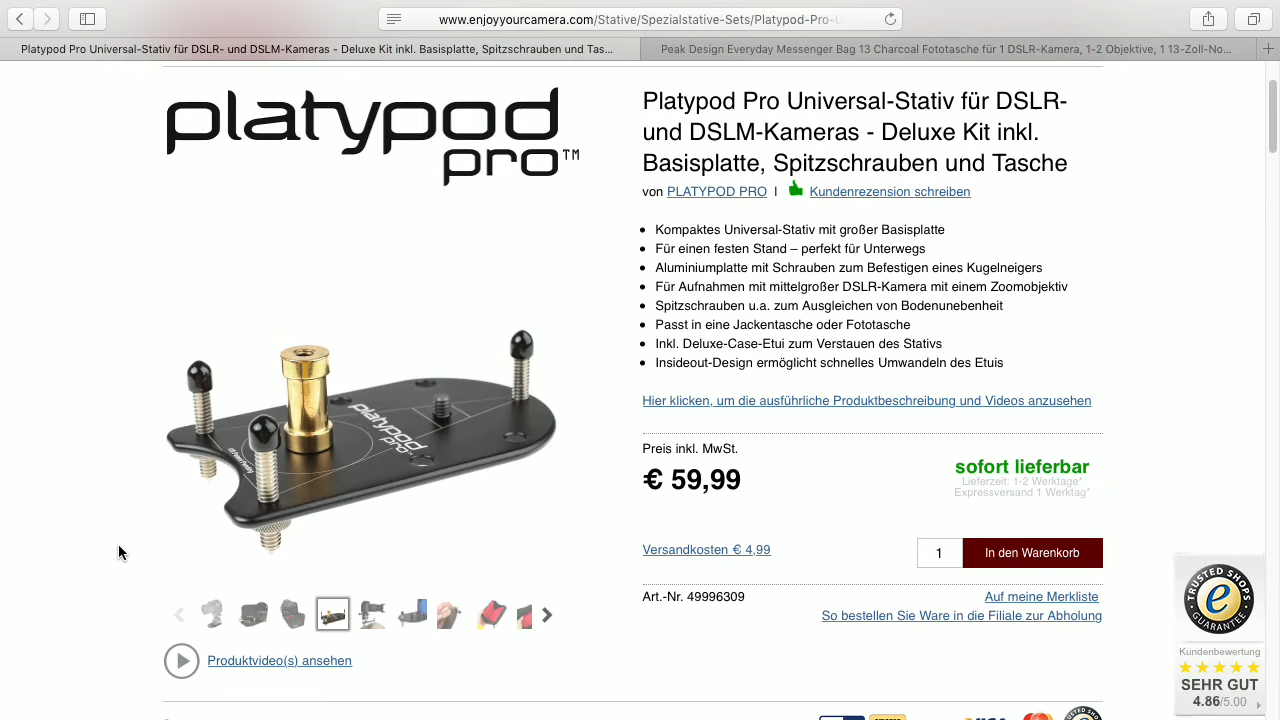 www.enjoyyourcamera.com/Stative/Spezialstative-Sets/Platypod-Pro-U
Platypod Pro Universal-Stativ für DSLR- und DSLM-Kameras - Deluxe Kit inkl. Basisplatte, Spitzschrauben und Tas...
Peak Design Everyday Messenger Bag 13 Charcoal Fototasche für 1 DSLR-Kamera, 1-2 Objektive, 1 13-Zoll-No...
platypod
pro™
Platypod Pro Universal-Stativ für DSLR-
und DSLM-Kameras - Deluxe Kit inkl.
Basisplatte, Spitzschrauben und Tasche
von PLATYPOD PRO | Kundenrezension schreiben
• Kompaktes Universal-Stativ mit großer Basisplatte
• Für einen festen Stand – perfekt für Unterwegs
• Aluminiumplatte mit Schrauben zum Befestigen eines Kugelneigers
• Für Aufnahmen mit mittelgroßer DSLR-Kamera mit einem Zoomobjektiv
• Spitzschrauben u.a. zum Ausgleichen von Bodenunebenheit
• Passt in eine Jackentasche oder Fototasche
• Inkl. Deluxe-Case-Etui zum Verstauen des Stativs
• Insideout-Design ermöglicht schnelles Umwandeln des Etuis
Hier klicken, um die ausführliche Produktbeschreibung und Videos anzusehen
Preis inkl. MwSt.
€ 59,99
sofort lieferbar
Lieferzeit: 1-2 Werktage*
Expressversand 1 Werktag*
Versandkosten € 4,99
1 In den Warenkorb
Art.-Nr. 49996309
Auf meine Merkliste
So bestellen Sie Ware in die Filiale zur Abholung
platypod
pro
Produktvideo(s) ansehen
TRUSTED SHOPS
GUARANTEE
Kundenbewertung
SEHR GUT
4.86/5.00